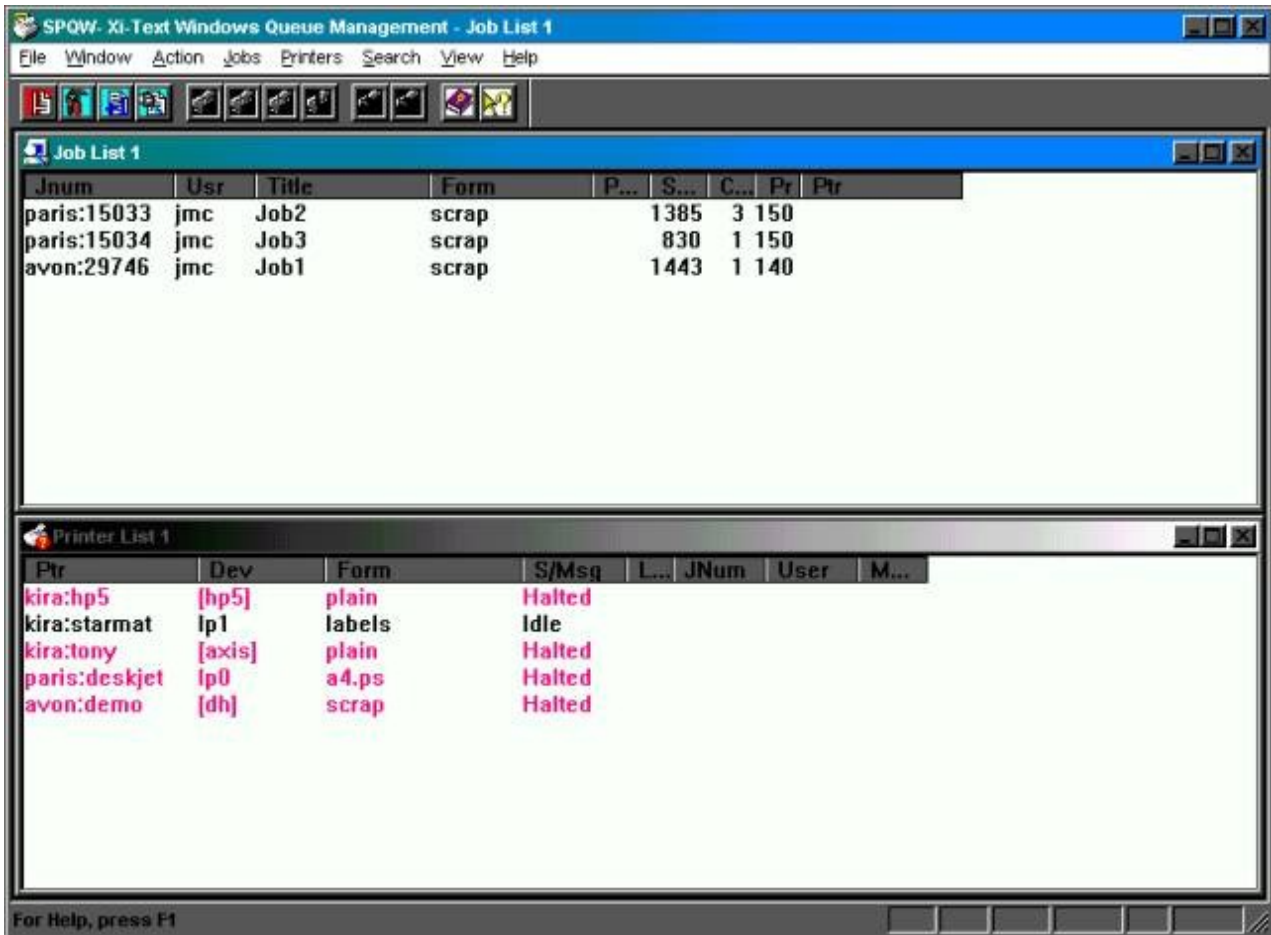 SPQW- Xi-Text Windows Queue Management - Job List 1
File Window Action Jobs Printers Search View Help
Job List 1
Jnum Usr Title Form P... S... C... Pr Ptr
paris:15033 jmc Job2 scrap 1385 3 150
paris:15034 jmc Job3 scrap 830 1 150
avon:29746 jmc Job1 scrap 1443 1 140
Printer List 1
Ptr Dev Form S/Msg L... JNum User M...
kira:hp5 [hp5] plain Halted
kira:starmat lp1 labels Idle
kira:tony [axis] plain Halted
paris:deskjet lp0 a4.ps Halted
avon:demo [dh] scrap Halted
For Help, press F1